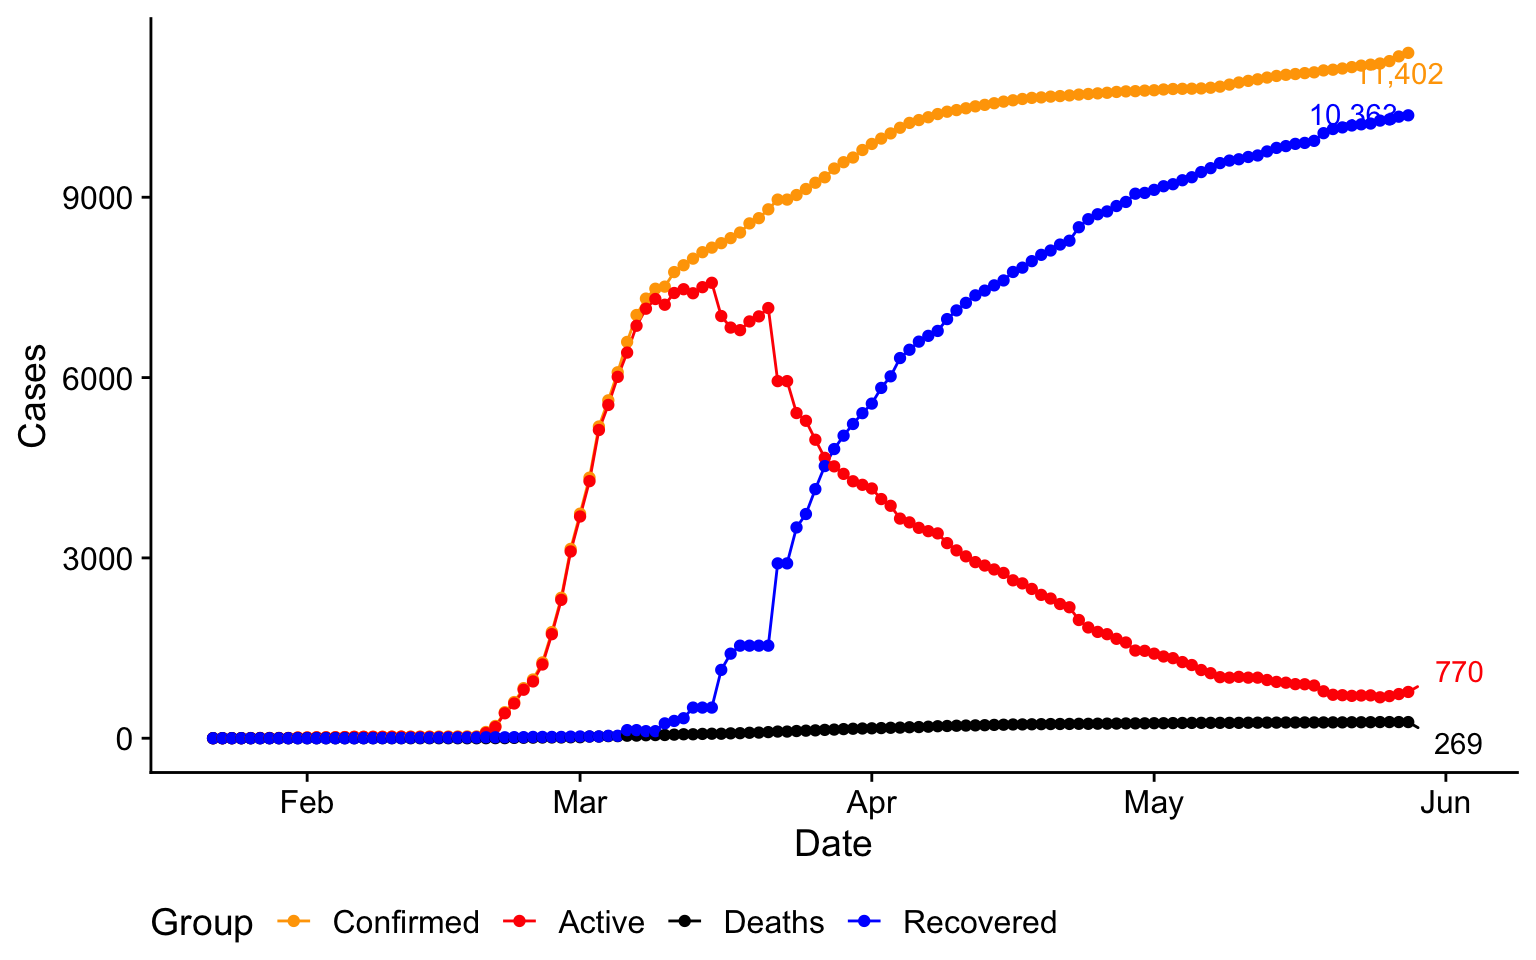 11,402
10,363
9000
6000
3000
0
Cases
770
269
Feb Mar Apr May Jun
Date
Group Confirmed Active Deaths Recovered